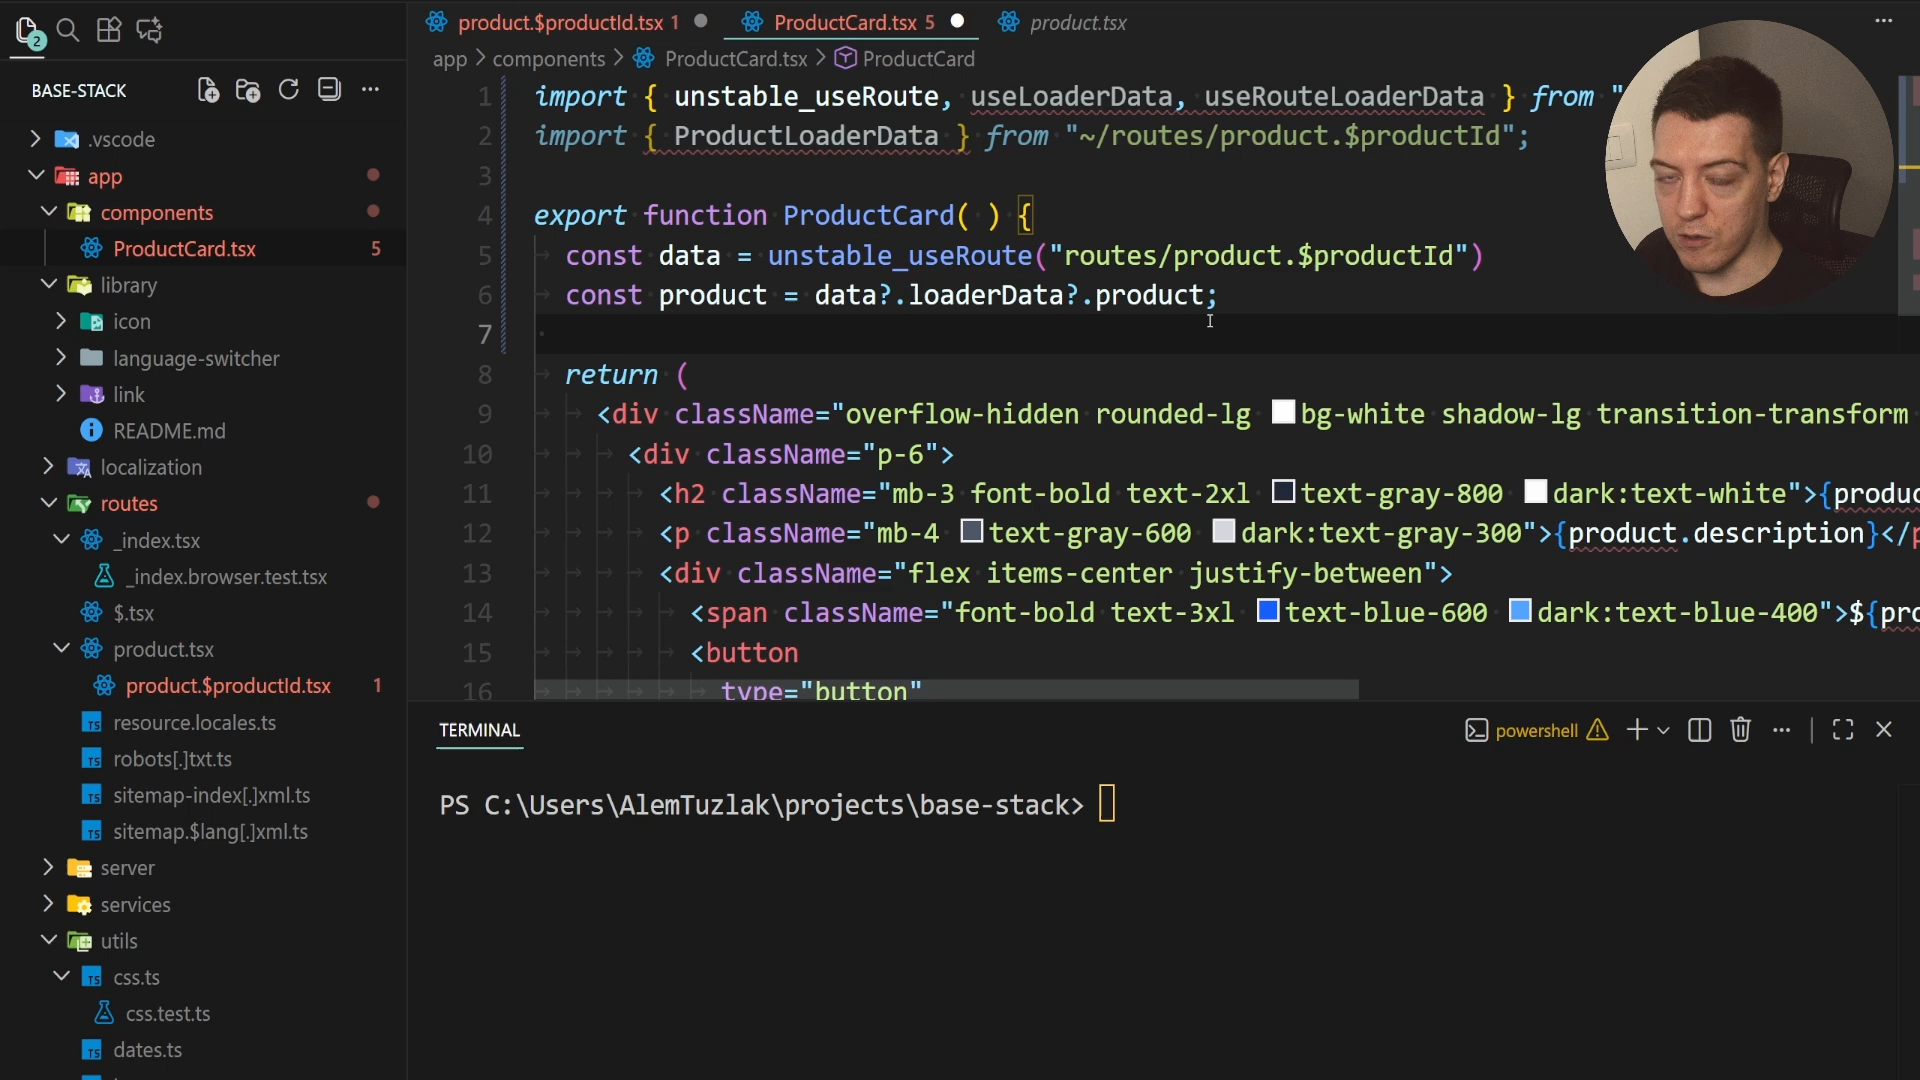 2
BASE-STACK
.vscode
app
components
ProductCard.tsx 5
library
icon
language-switcher
link
README.md
localization
routes
_index.tsx
_index.browser.test.tsx
$.tsx
product.tsx
product.$productId.tsx 1
resource.locales.ts
robots[.]txt.ts
sitemap-index[.]xml.ts
sitemap.$lang[.]xml.ts
server
services
utils
css.ts
css.test.ts
dates.ts
product.$productId.tsx 1
ProductCard.tsx 5
product.tsx
app > components > ProductCard.tsx > ProductCard
1 import { unstable_useRoute, useLoaderData, useRouteLoaderData } from "
2 import { ProductLoaderData } from "~/routes/product.$productId";
3
4 export function ProductCard( ) {
5 const data = unstable_useRoute("routes/product.$productId")
6 const product = data?.loaderData?.product;
7
8 return (
9 <div className="overflow-hidden rounded-lg bg-white shadow-lg transition-transform
10 <div className="p-6">
11 <h2 className="mb-3 font-bold text-2xl text-gray-800 dark:text-white">{produc
12 <p className="mb-4 text-gray-600 dark:text-gray-300">{product.description}</p
13 <div className="flex items-center justify-between">
14 <span className="font-bold text-3xl text-blue-600 dark:text-blue-400">${pro
15 <button
16 type="button"
TERMINAL
powershell
PS C:\Users\AlemTuzlak\projects\base-stack>